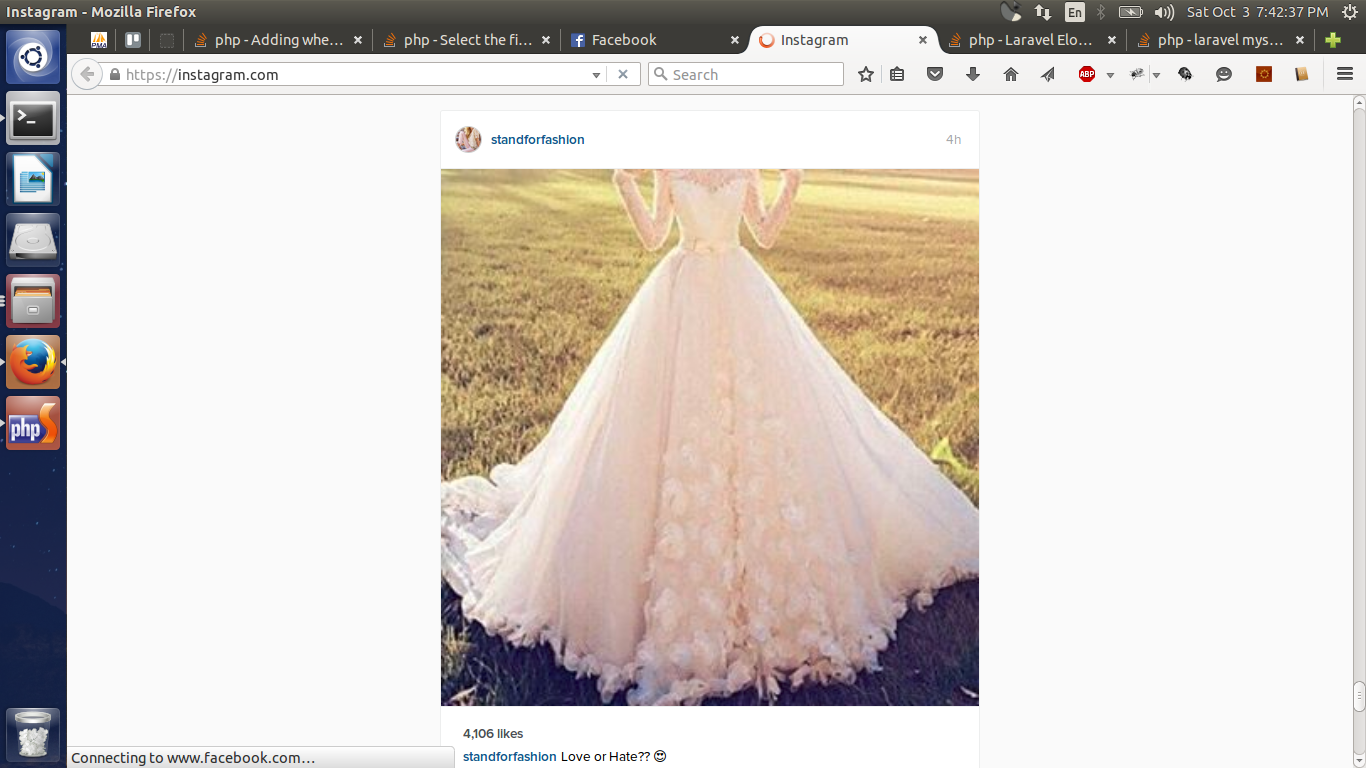 Instagram - Mozilla Firefox
En
Sat Oct 3 7:42:37 PM
PMA
php - Adding whe...
php - Select the fi...
Facebook
Instagram
php - Laravel Elo...
php - laravel mys...
https://instagram.com
Search
ABP
standforfashion
4h
php
4,106 likes
standforfashion Love or Hate?? 😍
Connecting to www.facebook.com...